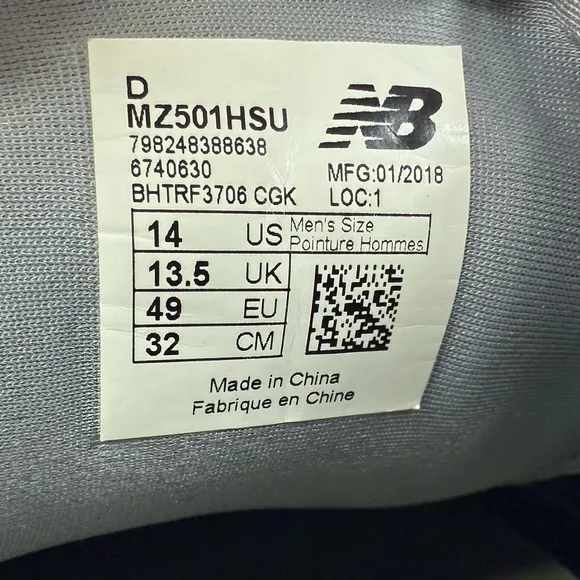 D
MZ501HSU
798248388638
6740630
BHTRF3706 CGK
NB
MFG:01/2018
LOC:1
14 US Men's Size
Pointure Hommes
13.5 UK
49 EU
32 CM
Made in China
Fabrique en Chine